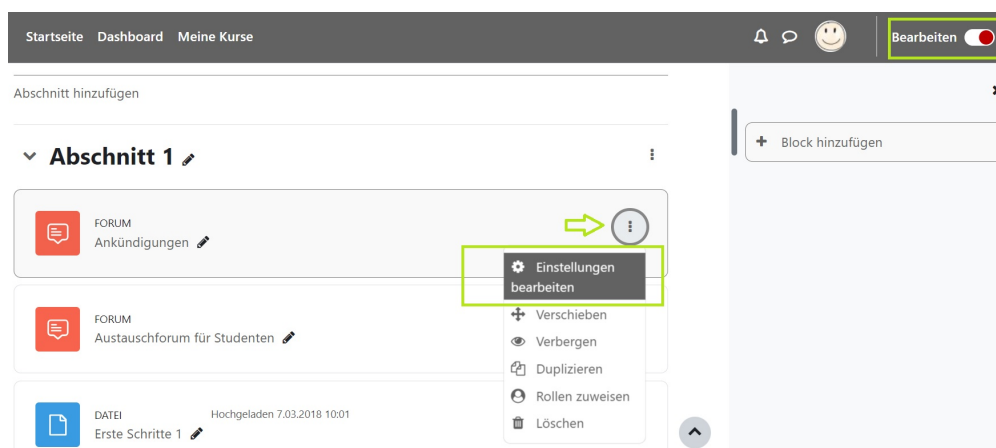 Startseite Dashboard Meine Kurse
Bearbeiten
Abschnitt hinzufügen
Block hinzufügen
Abschnitt 1
FORUM
Ankündigungen
Einstellungen
bearbeiten
FORUM
Austauschforum für Studenten
Verschieben
Verbergen
Duplizieren
Rollen zuweisen
Löschen
DATEI
Hochgeladen 7.03.2018 10:01
Erste Schritte 1